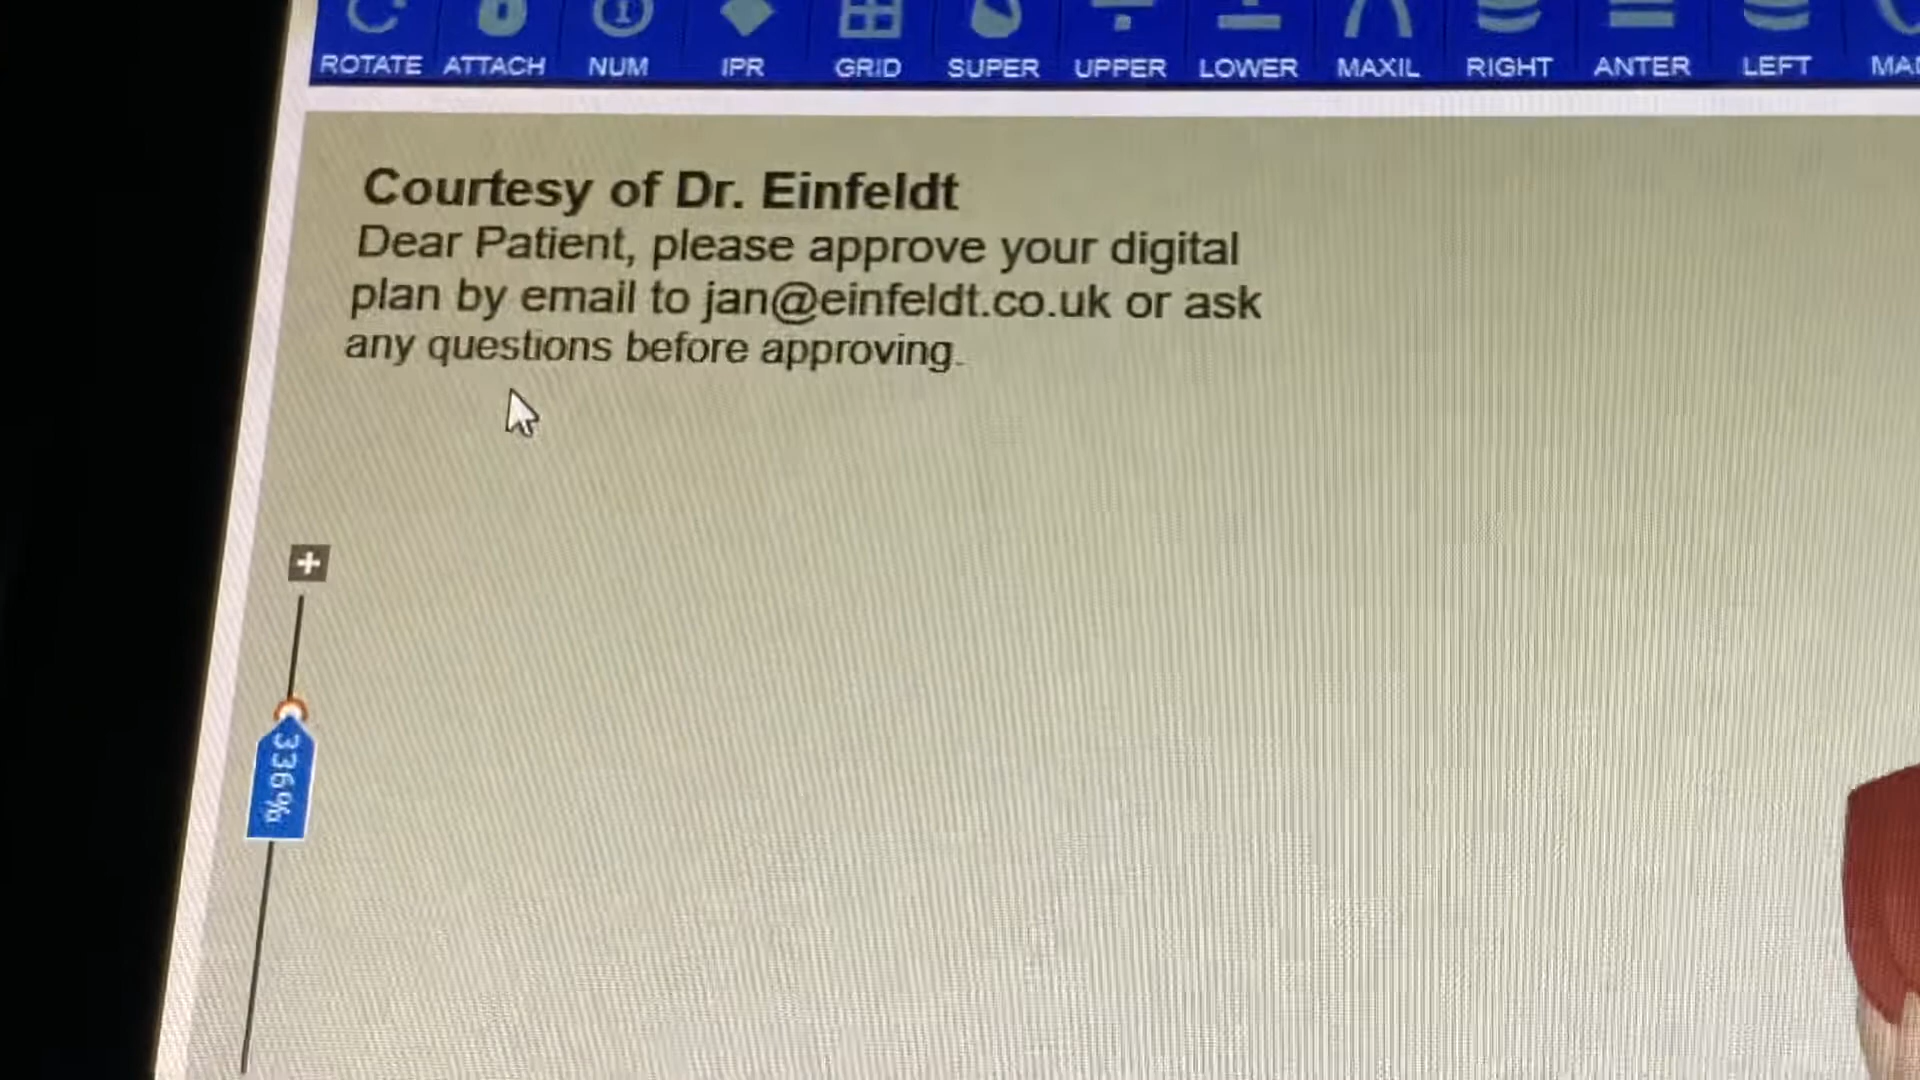 ROTATE ATTACH NUM IPR GRID SUPER UPPER LOWER MAXIL RIGHT ANTER LEFT
Courtesy of Dr. Einfeldt
Dear Patient, please approve your digital
plan by email to jan@einfeldt.co.uk or ask
any questions before approving.
336%